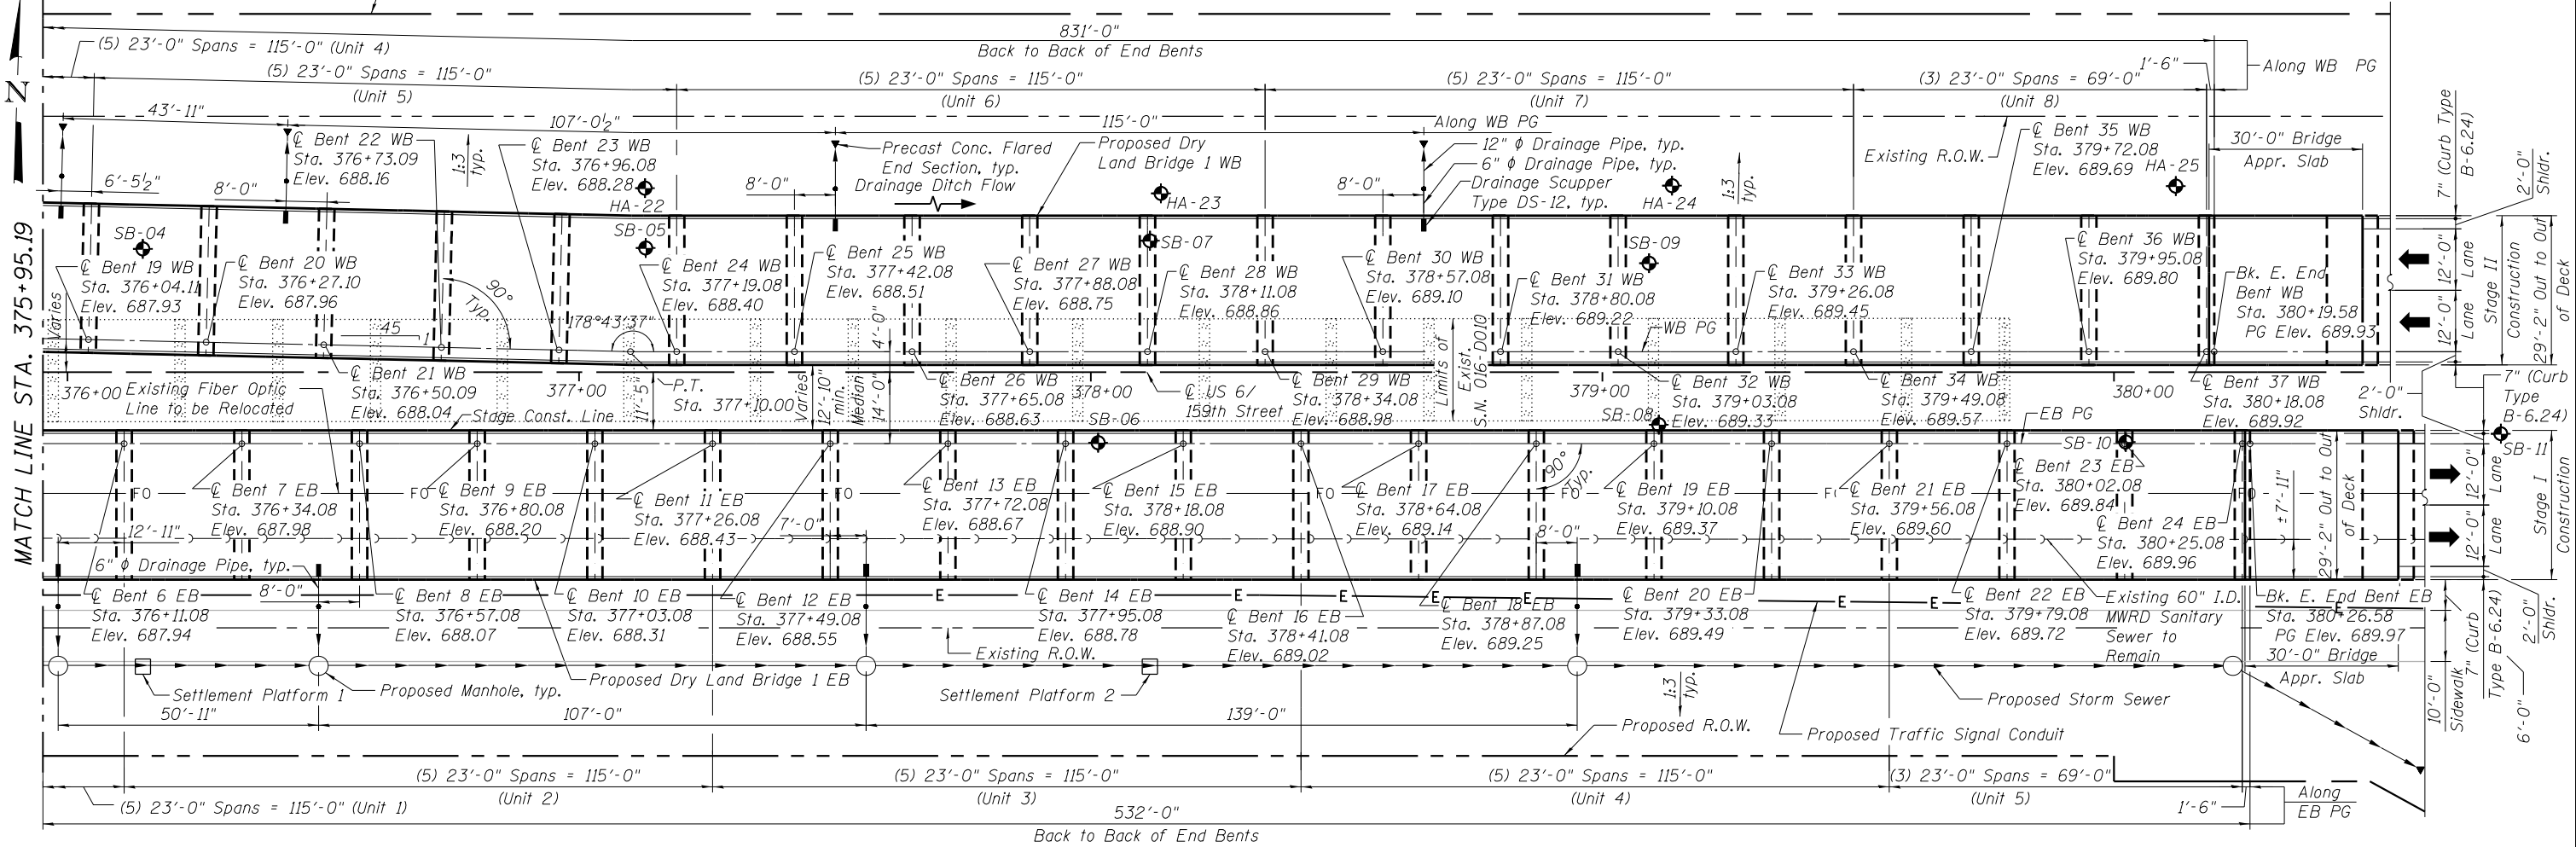 831'-0"
Back to Back of End Bents
(5) 23'-0" Spans = 115'-0" (Unit 4)
(5) 23'-0" Spans = 115'-0"
(Unit 5)
(5) 23'-0" Spans = 115'-0"
(Unit 6)
(5) 23'-0" Spans = 115'-0"
(Unit 7)
(3) 23'-0" Spans = 69'-0"
(Unit 8)
1'-6"
Along WB PG
N
43'-11"
107'-0½"
115'-0"
Along WB PG
6'-5½"
8'-0"
℄ Bent 22 WB
Sta. 376+73.09
Elev. 688.16
1:3
typ.
℄ Bent 23 WB
Sta. 376+96.08
Elev. 688.28
HA-22
8'-0"
Precast Conc. Flared
End Section, typ.
Drainage Ditch Flow
Proposed Dry
Land Bridge 1 WB
HA-23
8'-0"
12" ϕ Drainage Pipe, typ.
6" ϕ Drainage Pipe, typ.
Drainage Scupper
Type DS-12, typ.
HA-24
1:3
typ.
Existing R.O.W.
℄ Bent 35 WB
Sta. 379+72.08
Elev. 689.69
HA-25
30'-0" Bridge
Appr. Slab
7" (Curb Type
B-6.24)
2'-0"
Shldr.
MATCH LINE STA. 375+95.19
SB-04
℄ Bent 19 WB
Sta. 376+04.11
Elev. 687.93
℄ Bent 20 WB
Sta. 376+27.10
Elev. 687.96
90°
Typ.
SB-05
℄ Bent 24 WB
Sta. 377+19.08
Elev. 688.40
℄ Bent 25 WB
Sta. 377+42.08
Elev. 688.51
℄ Bent 27 WB
Sta. 377+88.08
Elev. 688.75
SB-07
℄ Bent 28 WB
Sta. 378+11.08
Elev. 688.86
℄ Bent 30 WB
Sta. 378+57.08
Elev. 689.10
℄ Bent 31 WB
Sta. 378+80.08
Elev. 689.22
SB-09
℄ Bent 33 WB
Sta. 379+26.08
Elev. 689.45
℄ Bent 36 WB
Sta. 379+95.08
Elev. 689.80
Bk. E. End
Bent WB
Sta. 380+19.58
PG Elev. 689.93
12'-0"
Lane
12'-0"
Lane
Stage II
Construction
29'-2" Out to Out
of Deck
Varies
45
1
178°43'37"
4'-0"
WB PG
Limits of
Exist.
S.N. 016-D010
376+00
Existing Fiber Optic
Line to be Relocated
℄ Bent 21 WB
Sta. 376+50.09
Elev. 688.04
377+00
Stage Const. Line
P.T.
Sta. 377+10.00
11'-5"
Varies
12'-10"
min.
Median
14'-0"
℄ Bent 26 WB
Sta. 377+65.08
Elev. 688.63
378+00
SB-06
℄ US 6/
159th Street
℄ Bent 29 WB
Sta. 378+34.08
Elev. 688.98
379+00
SB-08
℄ Bent 32 WB
Sta. 379+03.08
Elev. 689.33
℄ Bent 34 WB
Sta. 379+49.08
Elev. 689.57
EB PG
380+00
℄ Bent 37 WB
Sta. 380+18.08
Elev. 689.92
2'-0"
Shldr.
7" (Curb
Type
B-6.24)
SB-10
SB-11
FO
℄ Bent 7 EB
Sta. 376+34.08
Elev. 687.98
FO
℄ Bent 9 EB
Sta. 376+80.08
Elev. 688.20
℄ Bent 11 EB
Sta. 377+26.08
Elev. 688.43
FO
℄ Bent 13 EB
Sta. 377+72.08
Elev. 688.67
℄ Bent 15 EB
Sta. 378+18.08
Elev. 688.90
FO
℄ Bent 17 EB
Sta. 378+64.08
Elev. 689.14
90°
Typ.
FO
℄ Bent 19 EB
Sta. 379+10.08
Elev. 689.37
℄ Bent 21 EB
Sta. 379+56.08
Elev. 689.60
℄ Bent 23 EB
Sta. 380+02.08
Elev. 689.84
℄ Bent 24 EB
Sta. 380+25.08
Elev. 689.96
FO
29'-2" Out to Out
of Deck
±7'-11"
12'-0"
Lane
12'-0"
Lane
Stage I
Construction
12'-11"
7'-0"
8'-0"
6" ϕ Drainage Pipe, typ.
8'-0"
℄ Bent 6 EB
Sta. 376+11.08
Elev. 687.94
℄ Bent 8 EB
Sta. 376+57.08
Elev. 688.07
℄ Bent 10 EB
Sta. 377+03.08
Elev. 688.31
℄ Bent 12 EB
Sta. 377+49.08
Elev. 688.55
E
℄ Bent 14 EB
Sta. 377+95.08
Elev. 688.78
E
℄ Bent 16 EB
Sta. 378+41.08
Elev. 689.02
E
E
E
℄ Bent 18 EB
Sta. 378+87.08
Elev. 689.25
℄ Bent 20 EB
Sta. 379+33.08
Elev. 689.49
E
E
℄ Bent 22 EB
Sta. 379+79.08
Elev. 689.72
Existing 60" I.D.
MWRD Sanitary
Sewer to
Remain
Bk. E. End Bent EB
E
Sta. 380+26.58
PG Elev. 689.97
30'-0" Bridge
Appr. Slab
10'-0"
Sidewalk
7" (Curb
Type B-6.24)
2'-0"
Shldr.
6'-0"
Existing R.O.W.
Settlement Platform 1
Proposed Manhole, typ.
Proposed Dry Land Bridge 1 EB
Settlement Platform 2
1:3
typ.
Proposed Storm Sewer
50'-11"
107'-0"
139'-0"
Proposed R.O.W.
Proposed Traffic Signal Conduit
(5) 23'-0" Spans = 115'-0" (Unit 1)
(5) 23'-0" Spans = 115'-0"
(Unit 2)
(5) 23'-0" Spans = 115'-0"
(Unit 3)
(5) 23'-0" Spans = 115'-0"
(Unit 4)
(3) 23'-0" Spans = 69'-0"
(Unit 5)
1'-6"
Along
EB PG
532'-0"
Back to Back of End Bents